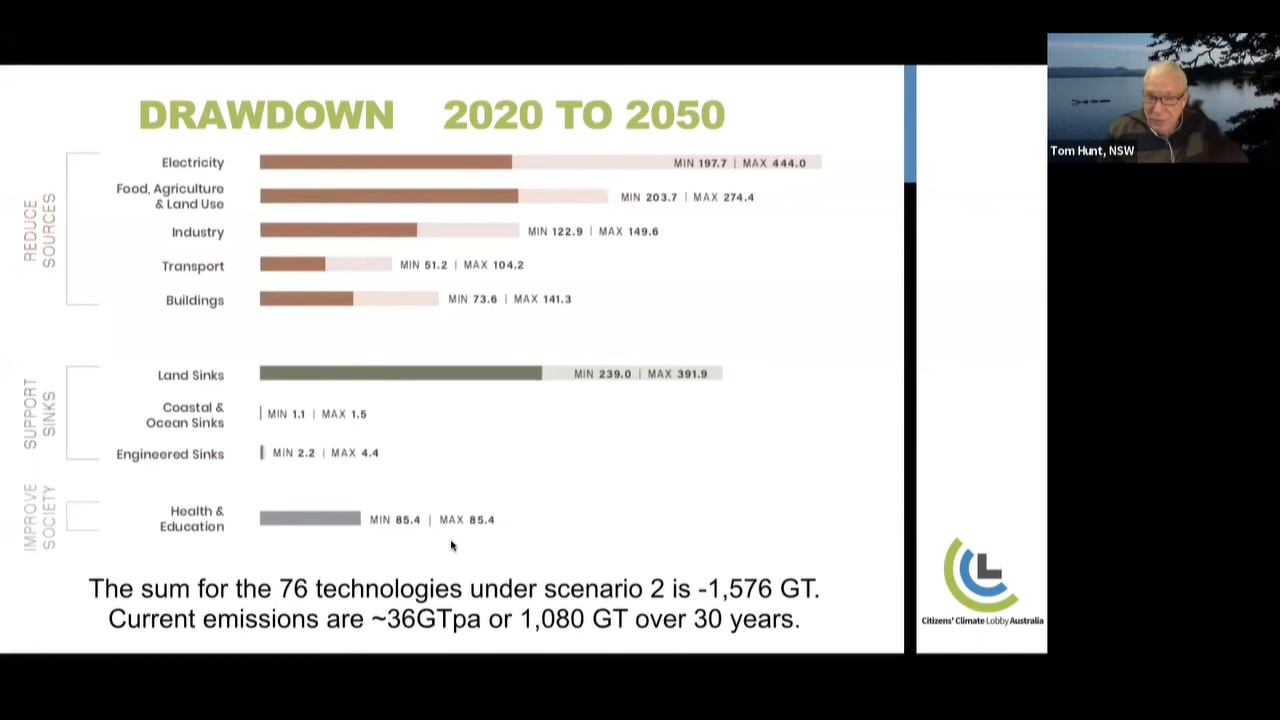 DRAWDOWN 2020 TO 2050
REDUCE
SOURCES
Electricity
MIN 197.7 | MAX 444.0
Food, Agriculture
& Land Use
MIN 203.7 | MAX 274.4
Industry
MIN 122.9 | MAX 149.6
Transport
MIN 51.2 | MAX 104.2
Buildings
MIN 73.6 | MAX 141.3
SUPPORT
SINKS
Land Sinks
MIN 239.0 | MAX 391.9
Coastal &
Ocean Sinks
MIN 1.1 | MAX 1.5
Engineered Sinks
MIN 2.2 | MAX 4.4
IMPROVE
SOCIETY
Health &
Education
MIN 85.4 | MAX 85.4
The sum for the 76 technologies under scenario 2 is -1,576 GT.
Current emissions are ~36GTpa or 1,080 GT over 30 years.
Citizens' Climate Lobby Australia
Tom Hunt, NSW